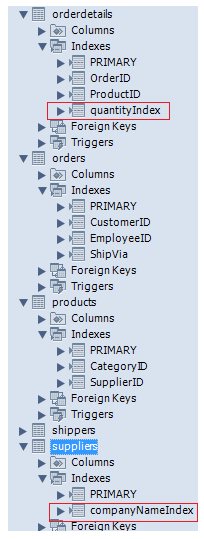 orderdetails
Columns
Indexes
PRIMARY
OrderID
ProductID
quantityIndex
Foreign Keys
Triggers
orders
Columns
Indexes
PRIMARY
CustomerID
EmployeeID
ShipVia
Foreign Keys
Triggers
products
Columns
Indexes
PRIMARY
CategoryID
SupplierID
Foreign Keys
Triggers
shippers
suppliers
Columns
Indexes
PRIMARY
companyNameIndex
Foreign Keys